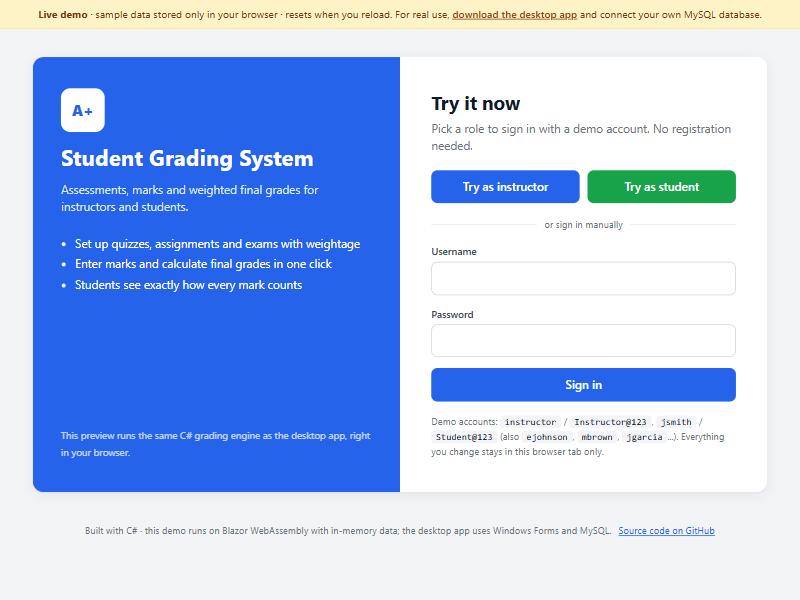 Live demo · sample data stored only in your browser · resets when you reload. For real use, download the desktop app and connect your own MySQL database.
A+
Student Grading System
Assessments, marks and weighted final grades for
instructors and students.
• Set up quizzes, assignments and exams with weightage
• Enter marks and calculate final grades in one click
• Students see exactly how every mark counts
This preview runs the same C# grading engine as the desktop app, right
in your browser.
Try it now
Pick a role to sign in with a demo account. No registration
needed.
Try as instructor
Try as student
or sign in manually
Username
Password
Sign in
Demo accounts: instructor / Instructor@123 , jsmith /
Student@123 (also ejohnson , mbrown , jgarcia …). Everything
you change stays in this browser tab only.
Built with C# · this demo runs on Blazor WebAssembly with in-memory data; the desktop app uses Windows Forms and MySQL. Source code on GitHub